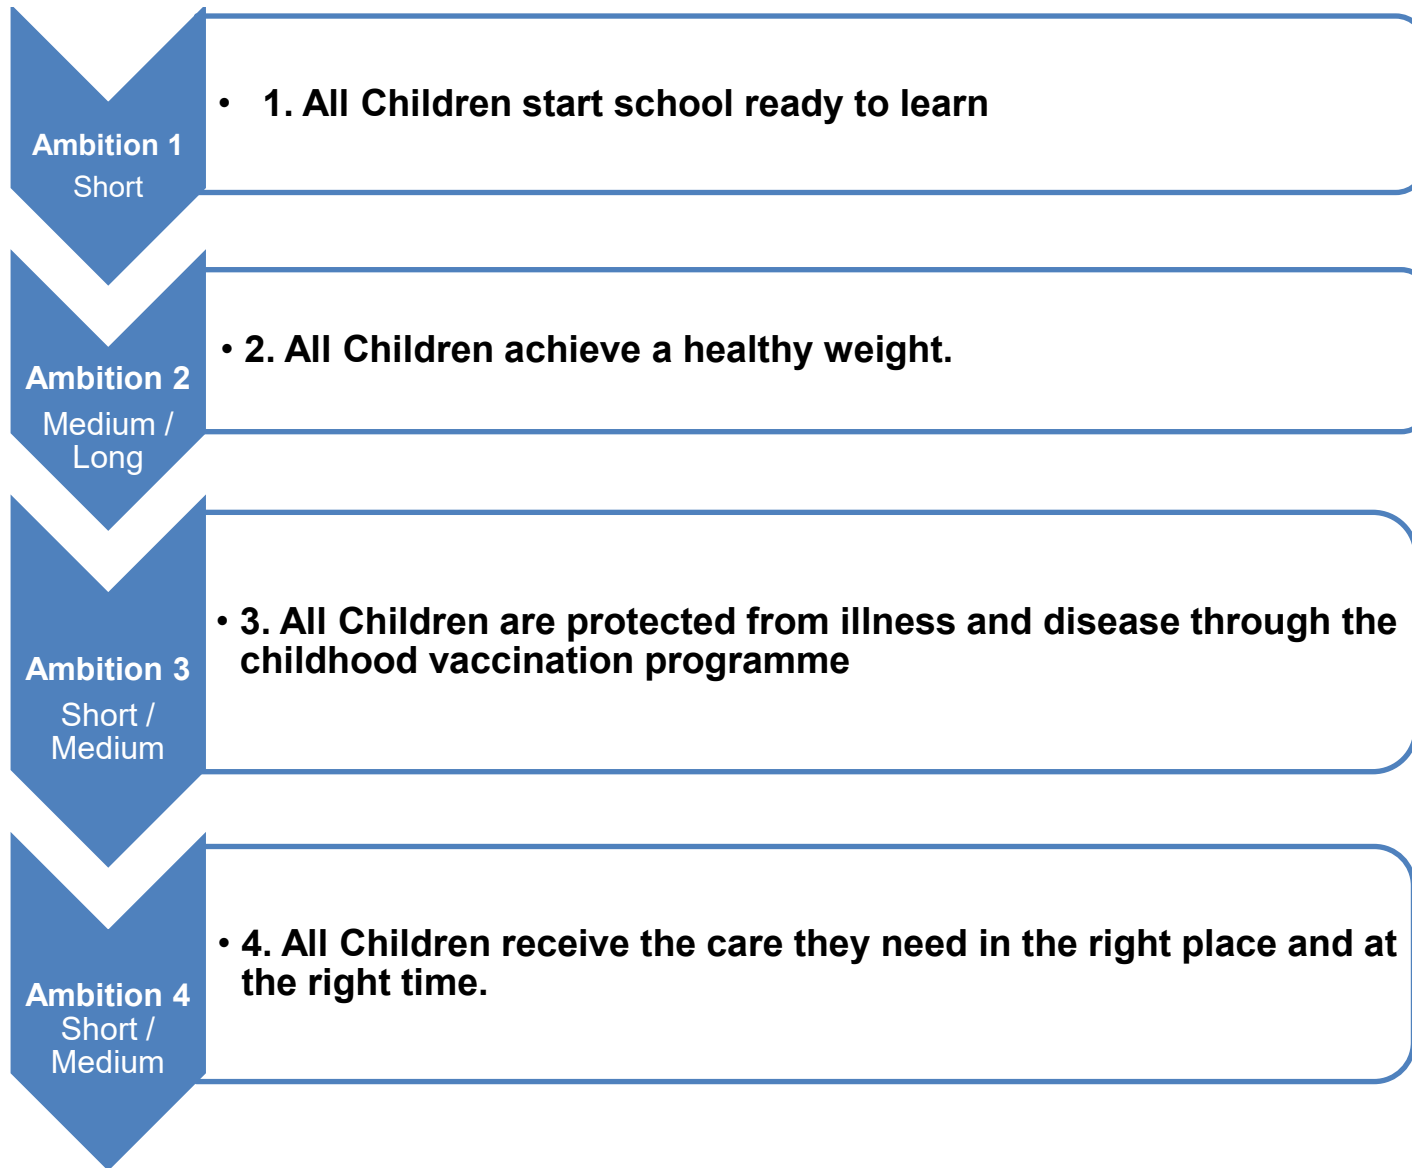 Ambition 1
Short
• 1. All Children start school ready to learn
Ambition 2
Medium /
Long
• 2. All Children achieve a healthy weight.
Ambition 3
Short /
Medium
• 3. All Children are protected from illness and disease through the
childhood vaccination programme
Ambition 4
Short /
Medium
• 4. All Children receive the care they need in the right place and at
the right time.